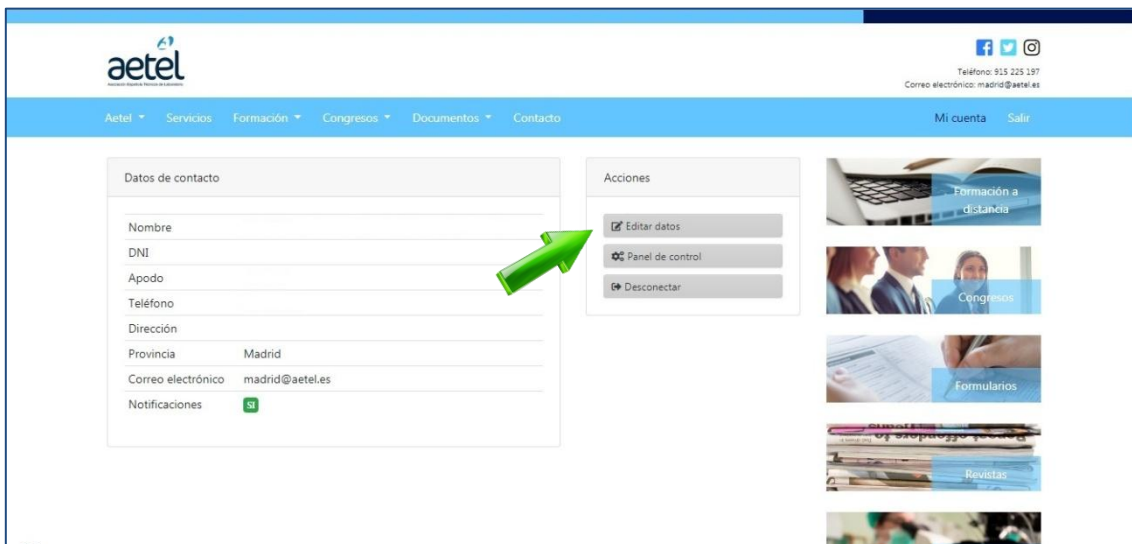 aetel
Teléfono: 915 225 197
Correo electrónico: madrid@aetel.es
Aetel Servicios Formación Congresos Documentos Contacto Mi cuenta Salir
Datos de contacto
Nombre
DNI
Apodo
Teléfono
Dirección
Provincia Madrid
Correo electrónico madrid@aetel.es
Notificaciones SI
Acciones
Editar datos
Panel de control
Desconectar
Formación a
distancia
Congresos
Formularios
Revistas